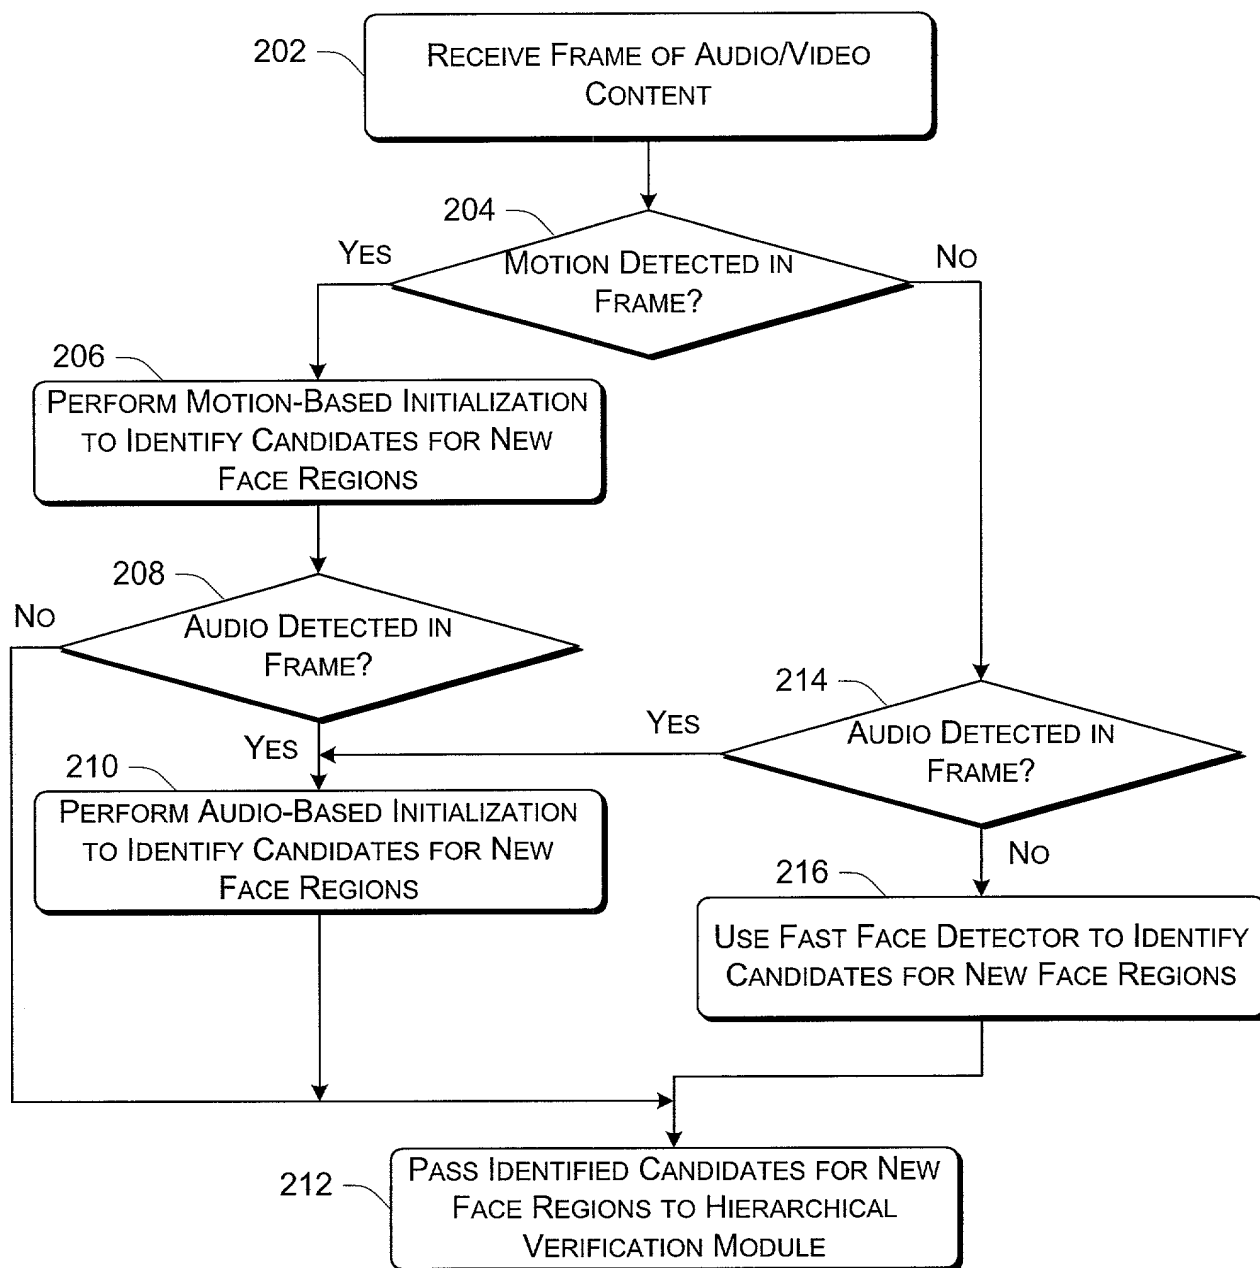 202
RECEIVE FRAME OF AUDIO/VIDEO
CONTENT
204
YES
MOTION DETECTED IN
FRAME?
NO
206
PERFORM MOTION-BASED INITIALIZATION
TO IDENTIFY CANDIDATES FOR NEW
FACE REGIONS
208
NO
AUDIO DETECTED IN
FRAME?
YES
214
YES
AUDIO DETECTED IN
FRAME?
NO
210
PERFORM AUDIO-BASED INITIALIZATION
TO IDENTIFY CANDIDATES FOR NEW
FACE REGIONS
216
USE FAST FACE DETECTOR TO IDENTIFY
CANDIDATES FOR NEW FACE REGIONS
212
PASS IDENTIFIED CANDIDATES FOR NEW
FACE REGIONS TO HIERARCHICAL
VERIFICATION MODULE